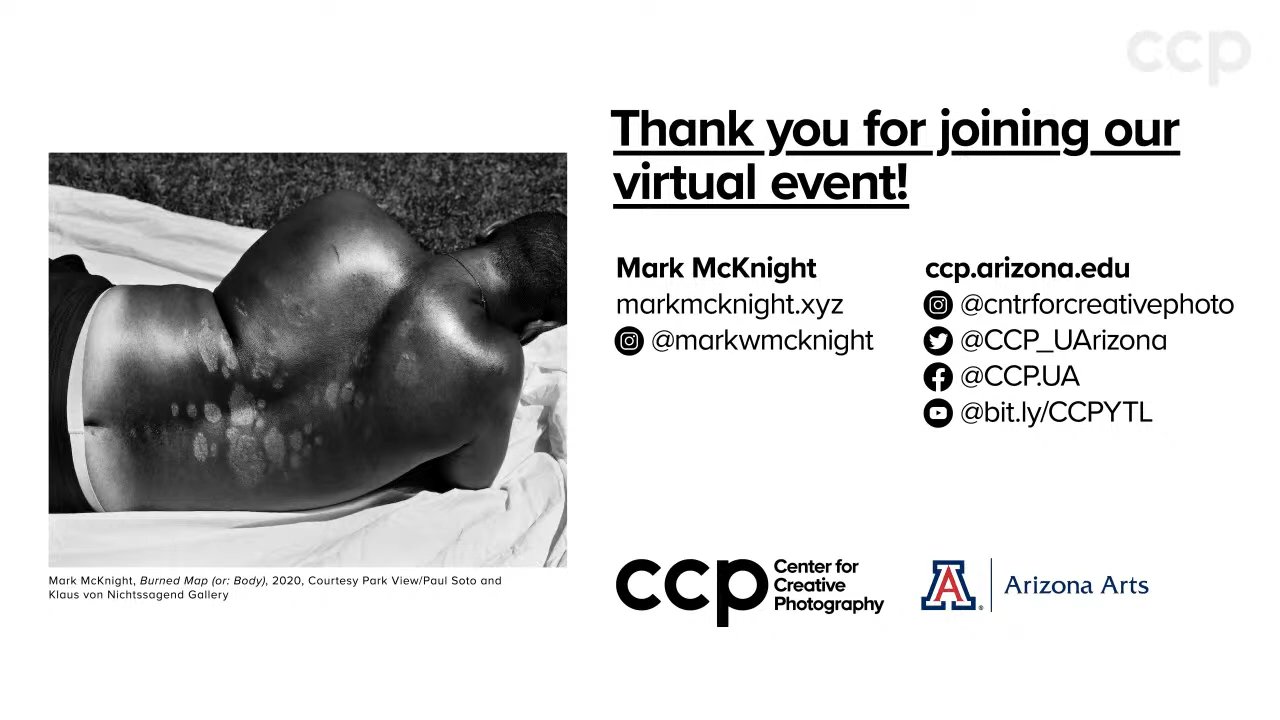 ccp
Thank you for joining our
virtual event!
Mark McKnight
markmcknight.xyz
@markwmcknight
ccp.arizona.edu
@cntrforcreativephoto
@CCP_UArizona
@CCP.UA
@bit.ly/CCPYTL
Mark McKnight, Burned Map (or: Body), 2020, Courtesy Park View/Paul Soto and
Klaus von Nichtssagend Gallery
ccp
Center for
Creative
Photography
A®
Arizona Arts